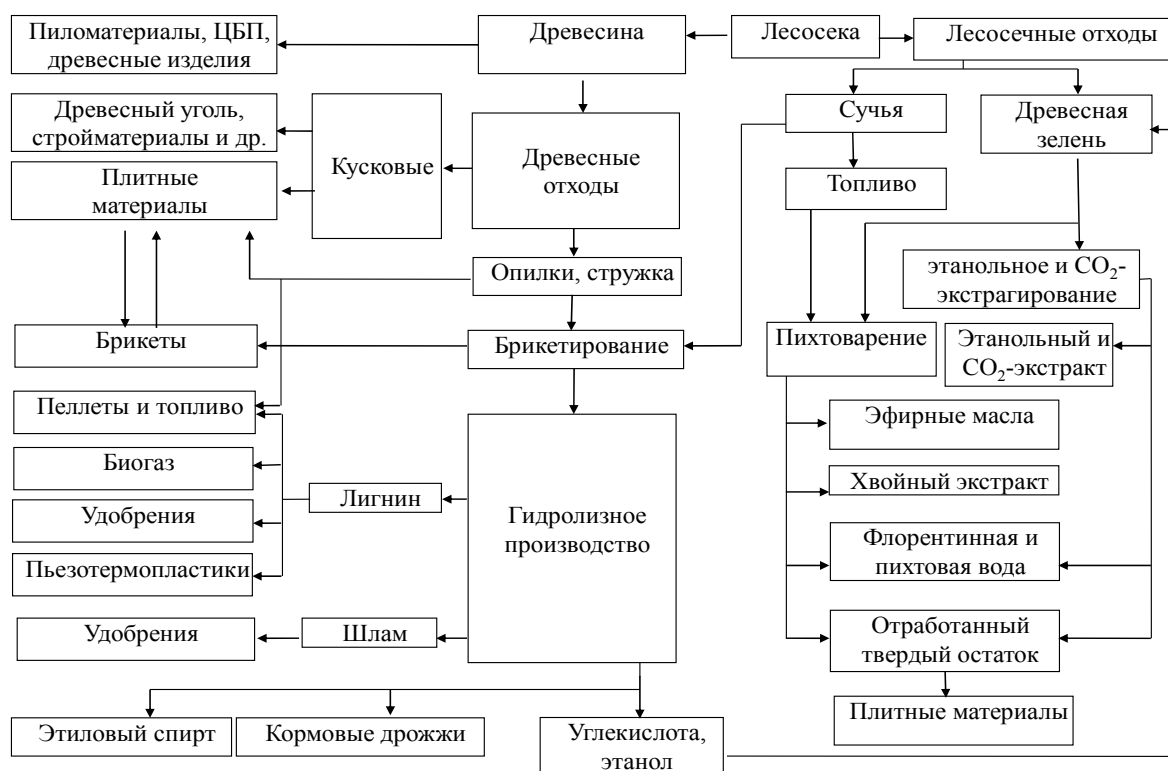 Пиломатериалы, ЦБП,
древесные изделия
Древесина
Лесосека
Лесосечные отходы
Древесный уголь,
стройматериалы и др.
Кусковые
Древесные
отходы
Сучья
Древесная
зелень
Плитные
материалы
Топливо
Опилки, стружка
этанольное и CO₂-
экстрагирование
Брикеты
Брикетирование
Пихтоварение
Этанольный и
CO₂-экстракт
Пеллеты и топливо
Эфирные масла
Биогаз
Лигнин
Гидролизное
производство
Хвойный экстракт
Удобрения
Флорентинная и
пихтовая вода
Пьезотермопластики
Удобрения
Шлам
Отработанный
твердый остаток
Этиловый спирт
Кормовые дрожжи
Углекислота,
этанол
Плитные материалы